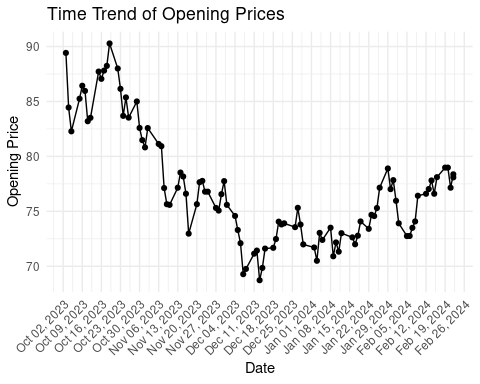 Time Trend of Opening Prices
Opening Price
90
85
80
75
70
Oct 02, 2023
Oct 09, 2023
Oct 16, 2023
Oct 23, 2023
Oct 30, 2023
Nov 06, 2023
Nov 13, 2023
Nov 20, 2023
Nov 27, 2023
Dec 04, 2023
Dec 11, 2023
Dec 18, 2023
Dec 25, 2023
Jan 01, 2024
Jan 08, 2024
Jan 15, 2024
Jan 22, 2024
Jan 29, 2024
Feb 05, 2024
Feb 12, 2024
Feb 19, 2024
Feb 26, 2024
Date